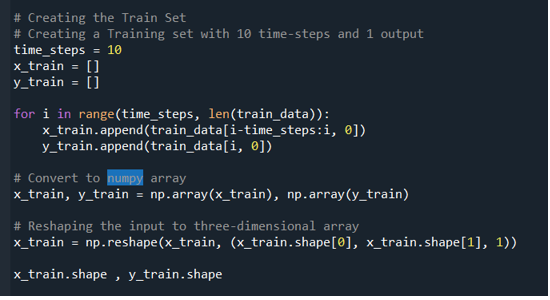 # Creating the Train Set
# Creating a Training set with 10 time-steps and 1 output
time_steps = 10
x_train = []
y_train = []

for i in range(time_steps, len(train_data)):
    x_train.append(train_data[i-time_steps:i, 0])
    y_train.append(train_data[i, 0])

# Convert to numpy array
x_train, y_train = np.array(x_train), np.array(y_train)

# Reshaping the input to three-dimensional array
x_train = np.reshape(x_train, (x_train.shape[0], x_train.shape[1], 1))

x_train.shape , y_train.shape